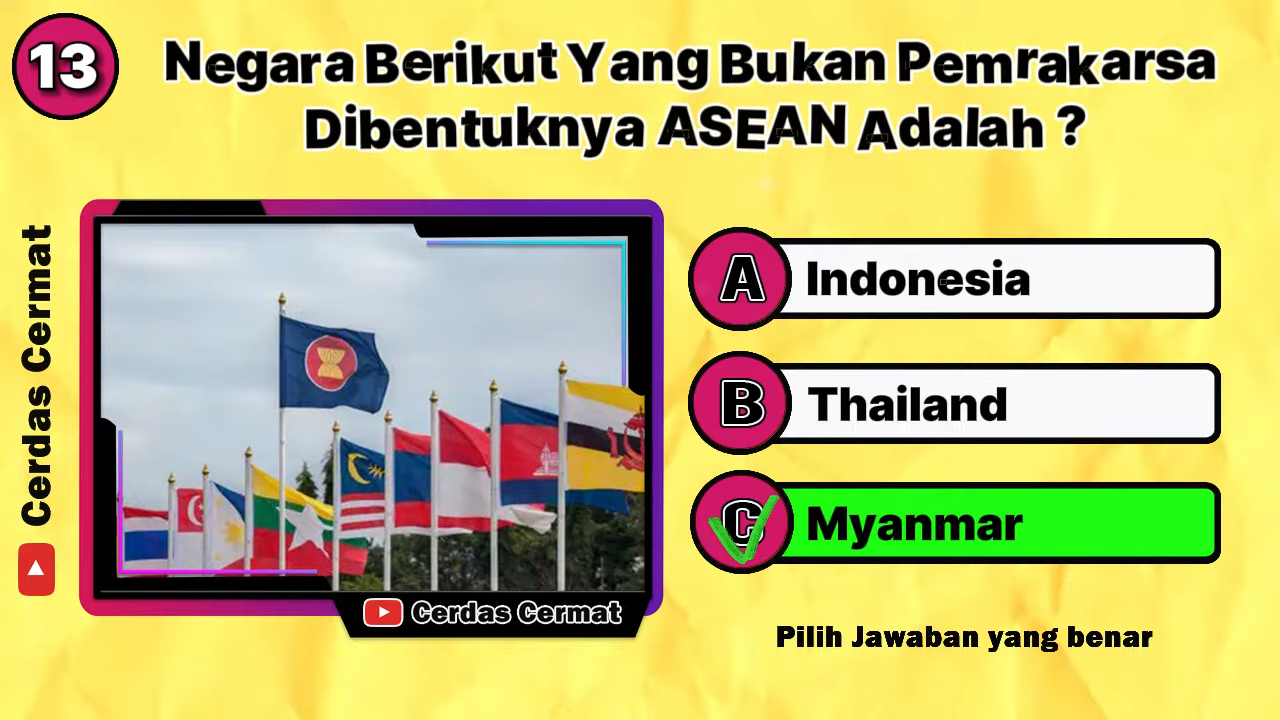 13
Negara Berikut Yang Bukan Pemrakarsa
Dibentuknya ASEAN Adalah ?
Cerdas Cermat
A Indonesia
B Thailand
C Myanmar
Cerdas Cermat
Pilih Jawaban yang benar